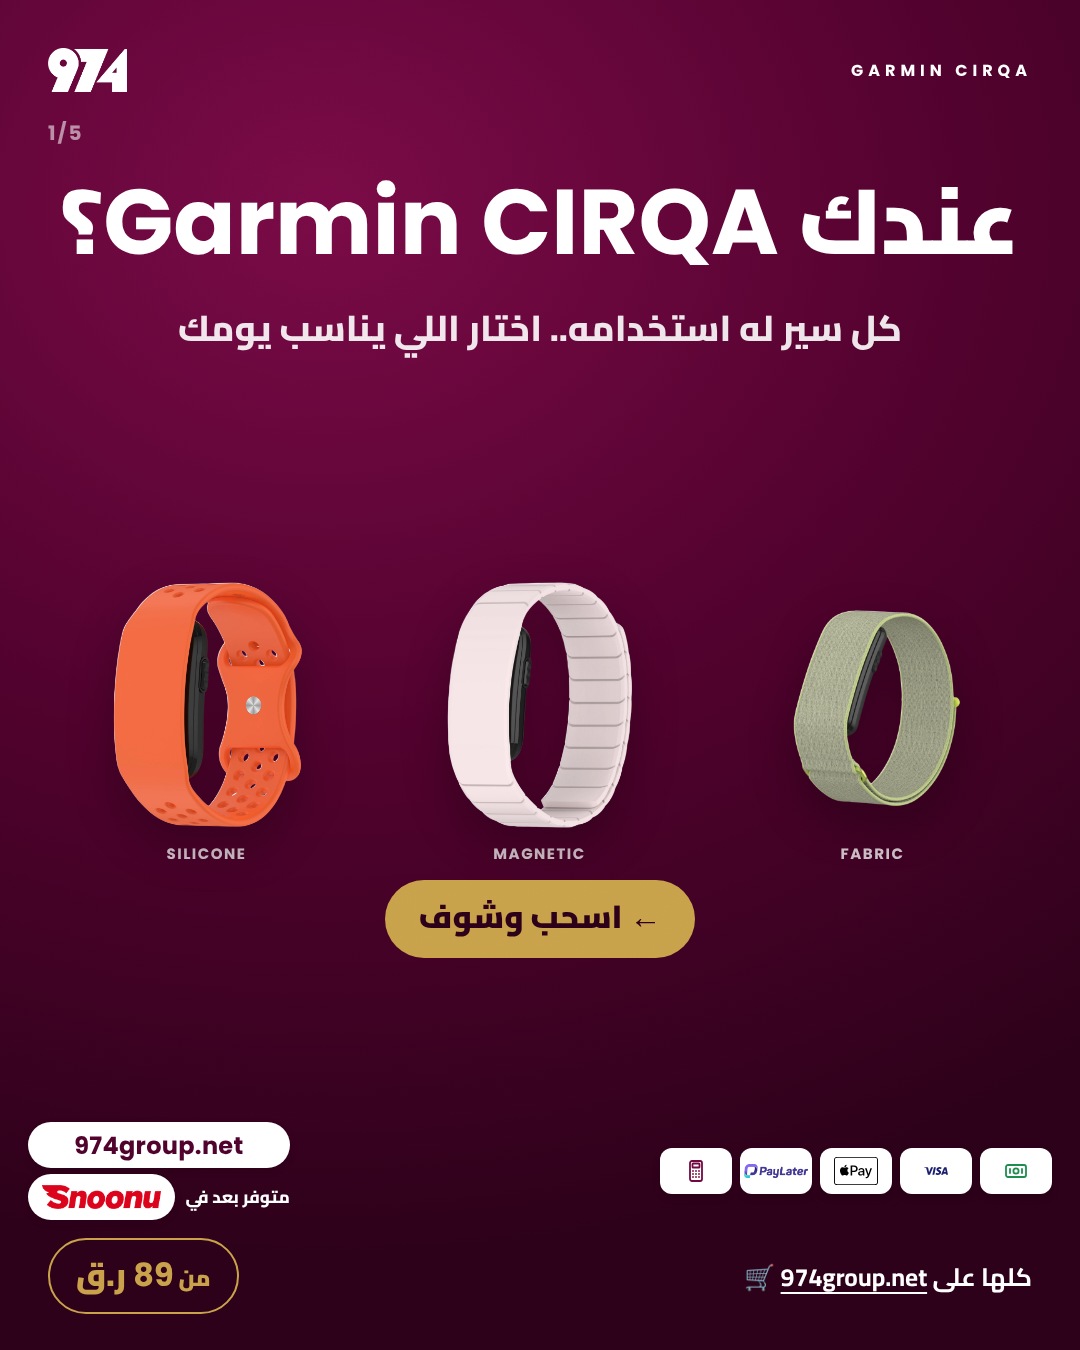 974
GARMIN CIRQA
1/5
عندك Garmin CIRQA؟
كل سير له استخدامه.. اختار اللي يناسب يومك
SILICONE
MAGNETIC
FABRIC
← اسحب وشوف
974group.net
متوفر بعد في Snoonu
PayLater
Pay
VISA
من 89 ر.ق
كلها على 974group.net 🛒